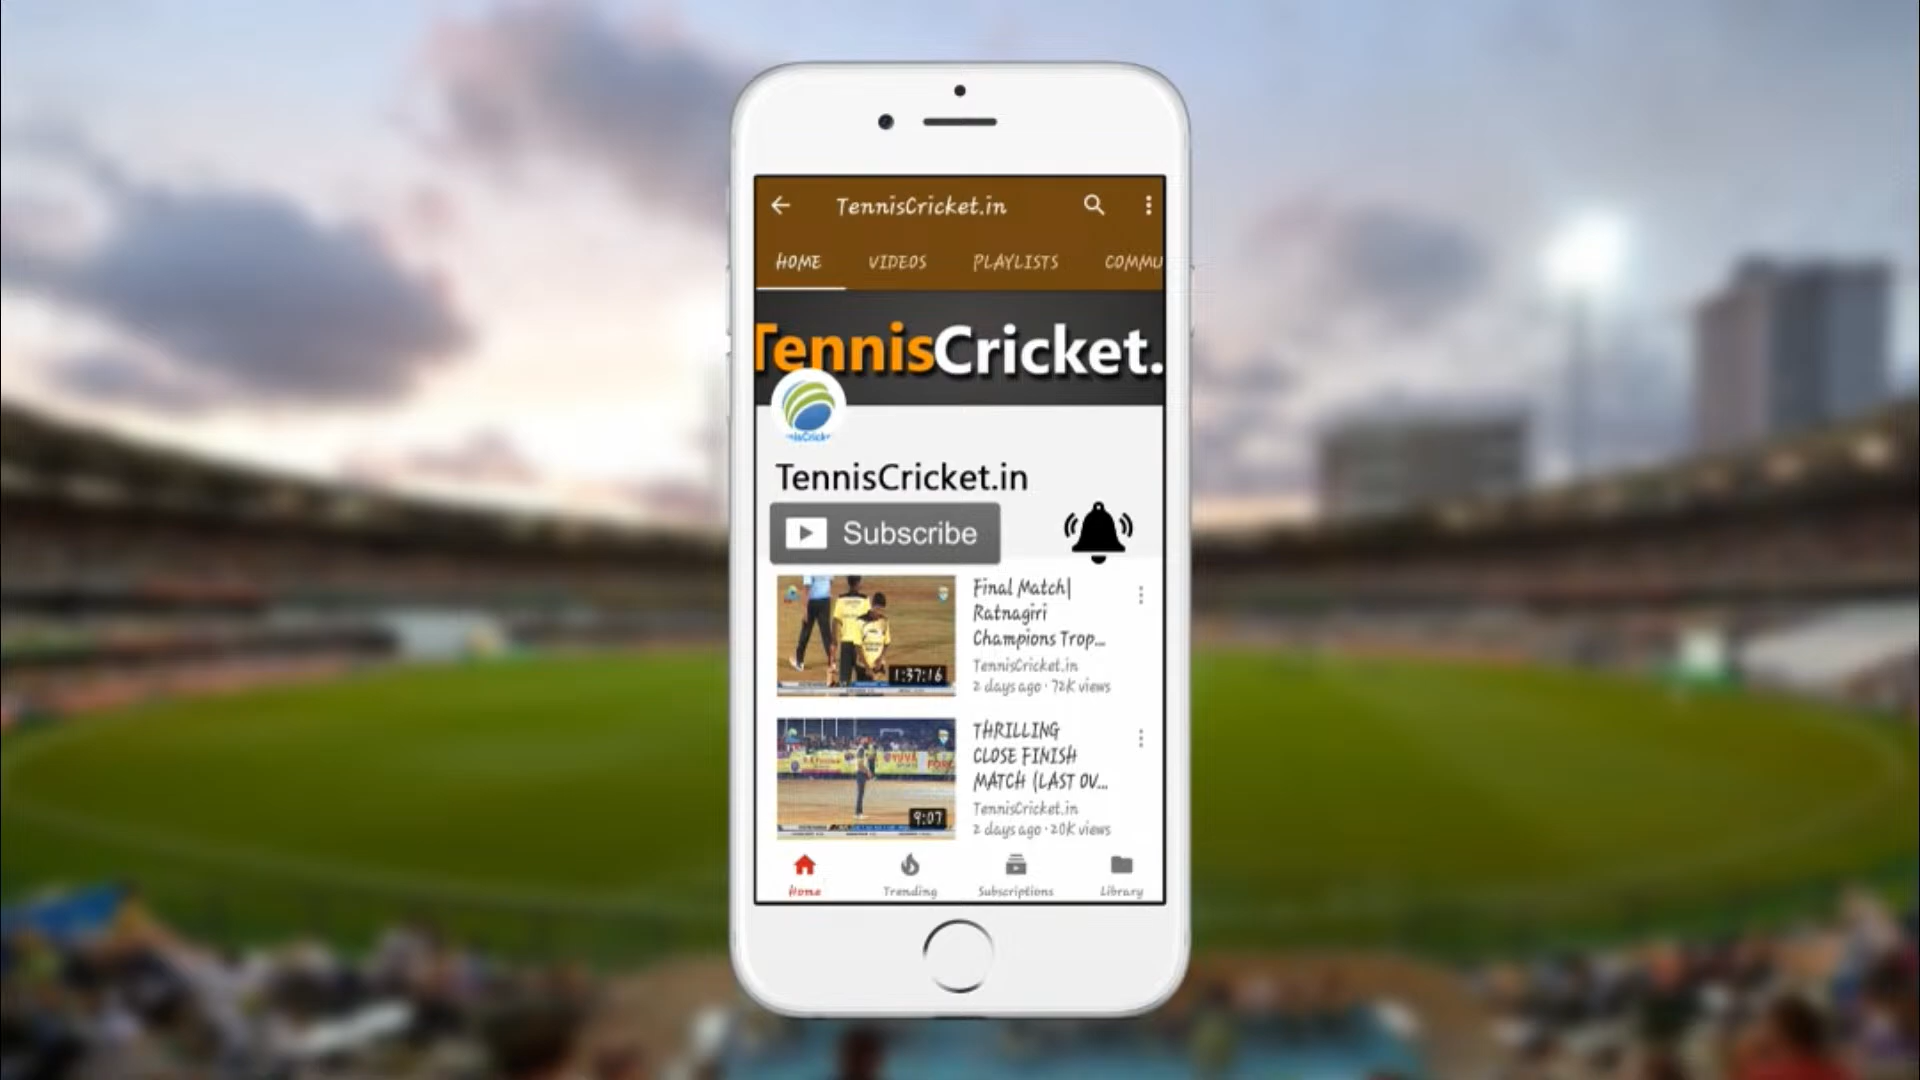 TennisCricket.in
HOME VIDEOS PLAYLISTS COMMU
TennisCricket.
TennisCricket.in
Subscribe
Final Match|
Ratnagiri
Champions Trop...
TennisCricket.in
2 days ago · 72K views
1:37:16
THRILLING
CLOSE FINISH
MATCH (LAST OV...
TennisCricket.in
2 days ago · 20K views
YUVA
9:07
Home Trending Subscriptions Library